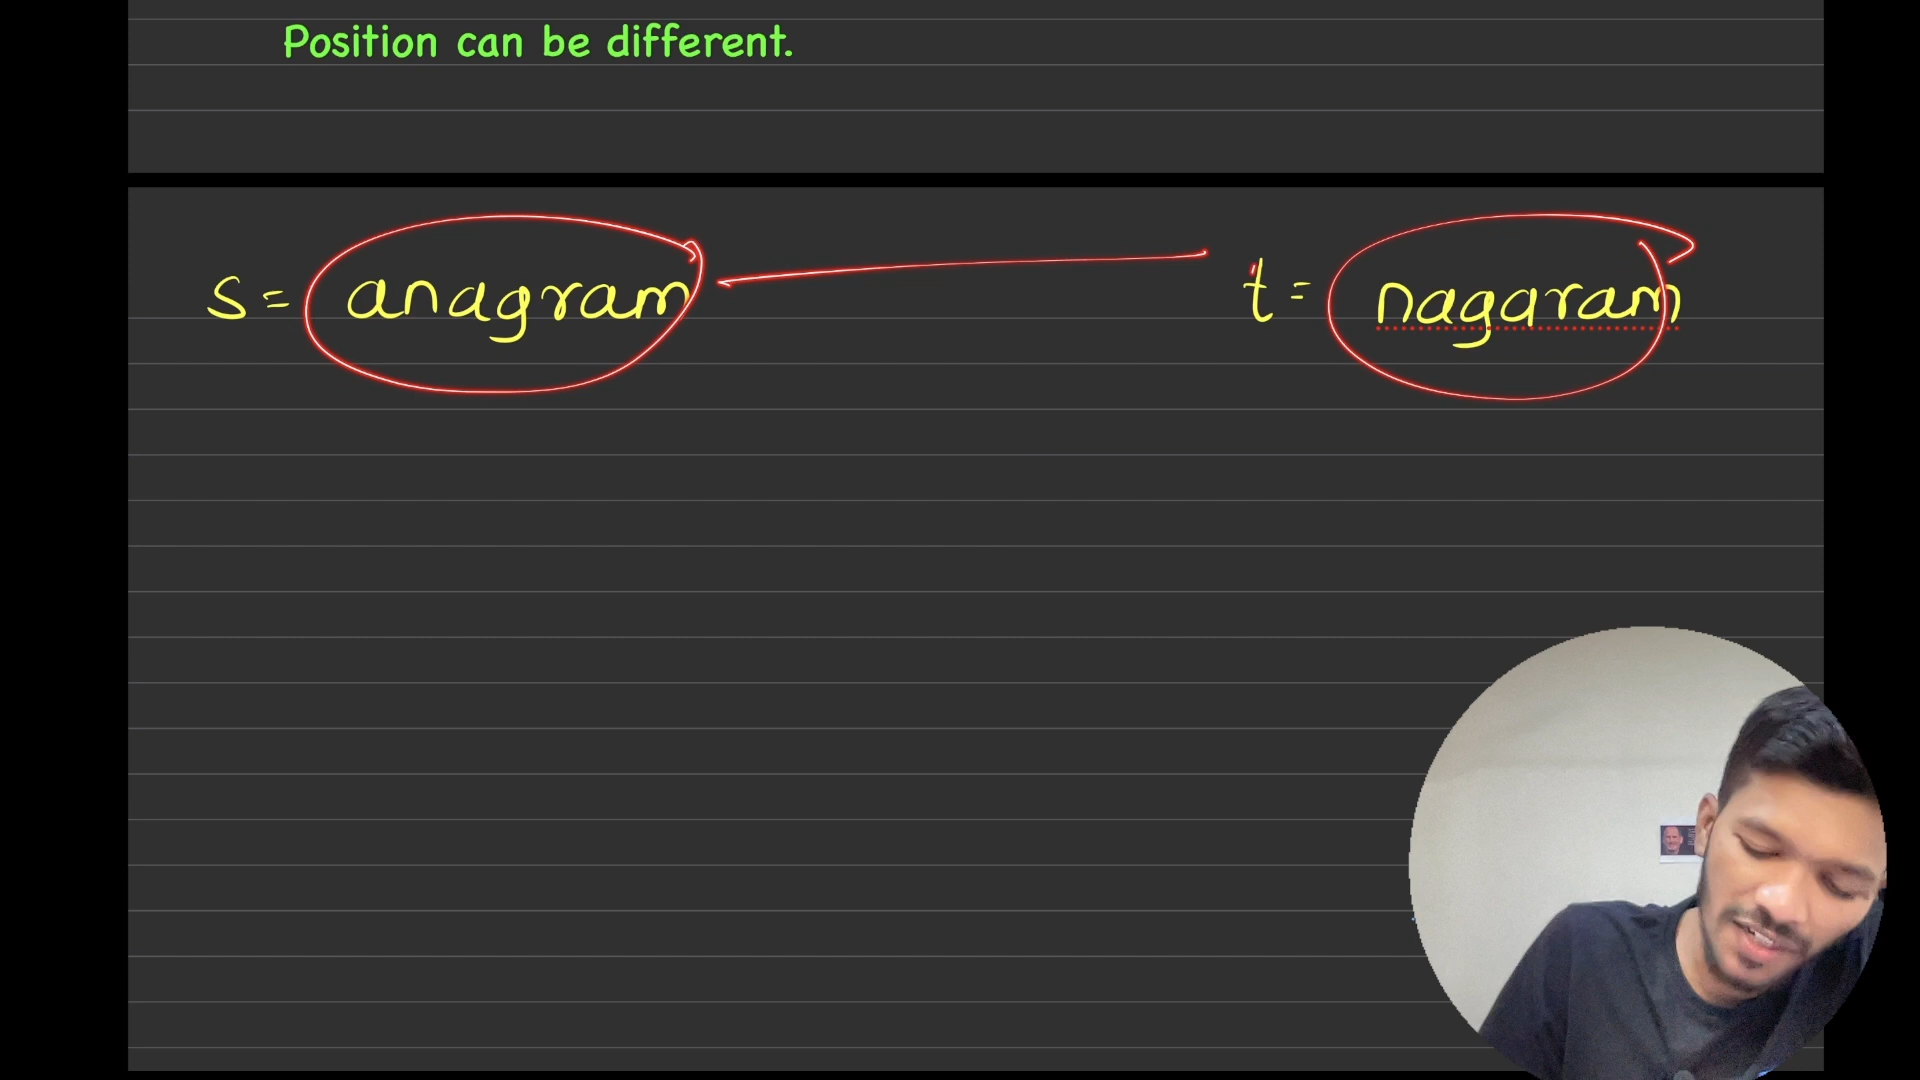 Position can be different.
s = anagram t = nagaram